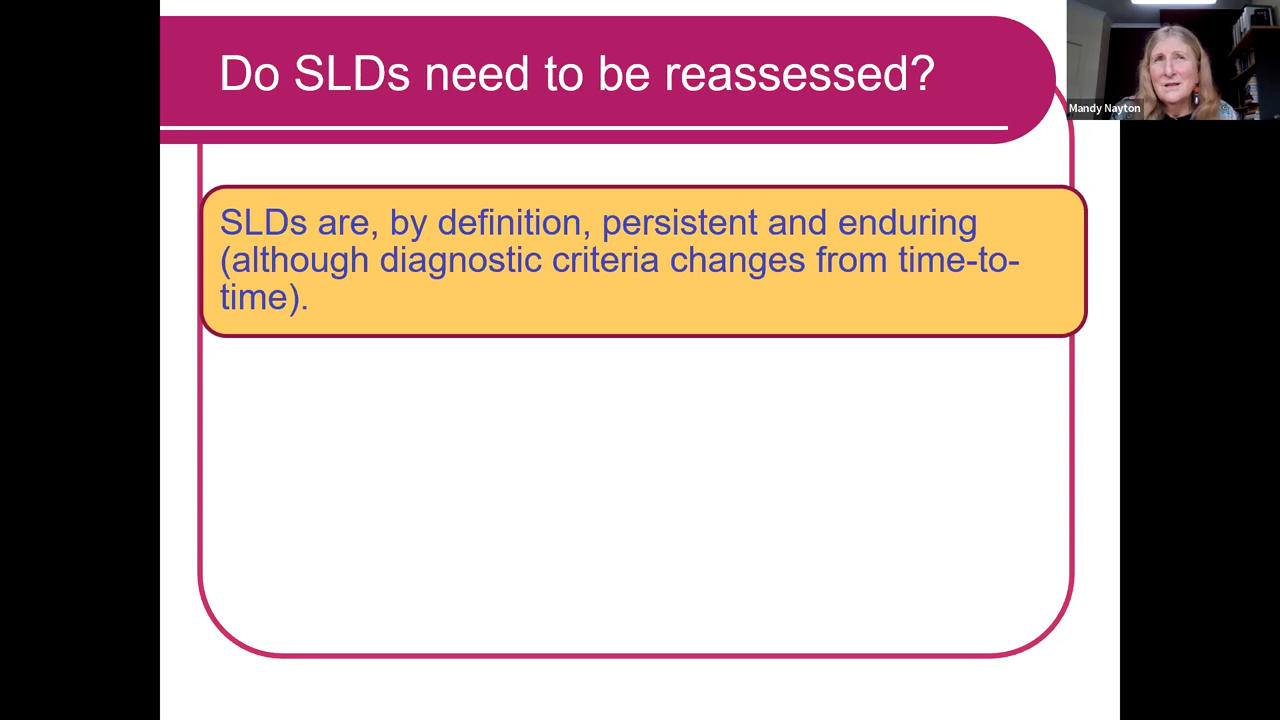 Do SLDs need to be reassessed?
Mandy Nayton
SLDs are, by definition, persistent and enduring
(although diagnostic criteria changes from time-to-
time).